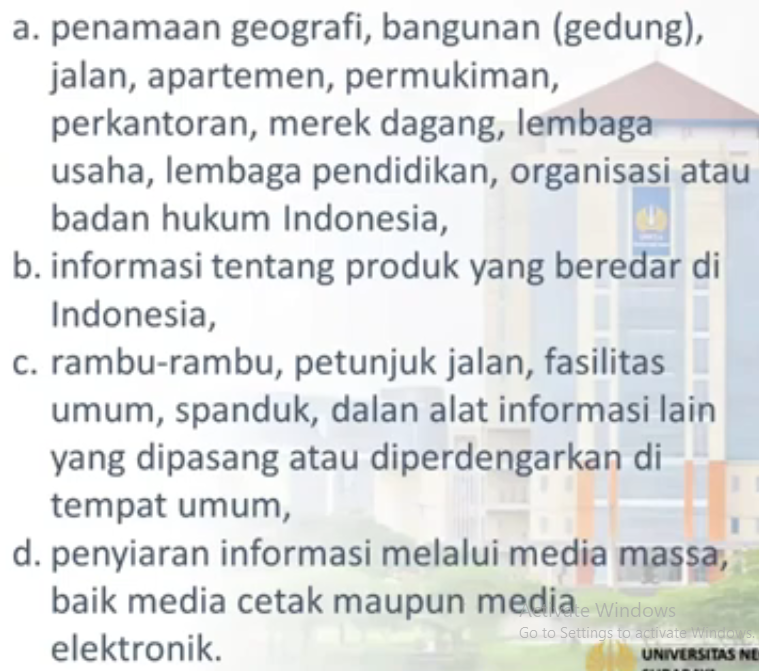 a. penamaan geografi, bangunan (gedung),
jalan, apartemen, permukiman,
perkantoran, merek dagang, lembaga
usaha, lembaga pendidikan, organisasi atau
badan hukum Indonesia,
b. informasi tentang produk yang beredar di
Indonesia,
c. rambu-rambu, petunjuk jalan, fasilitas
umum, spanduk, dalan alat informasi lain
yang dipasang atau diperdengarkan di
tempat umum,
d. penyiaran informasi melalui media massa,
baik media cetak maupun media
elektronik.
Activate Windows
Go to Settings to activate Windows.
UNIVERSITAS NE